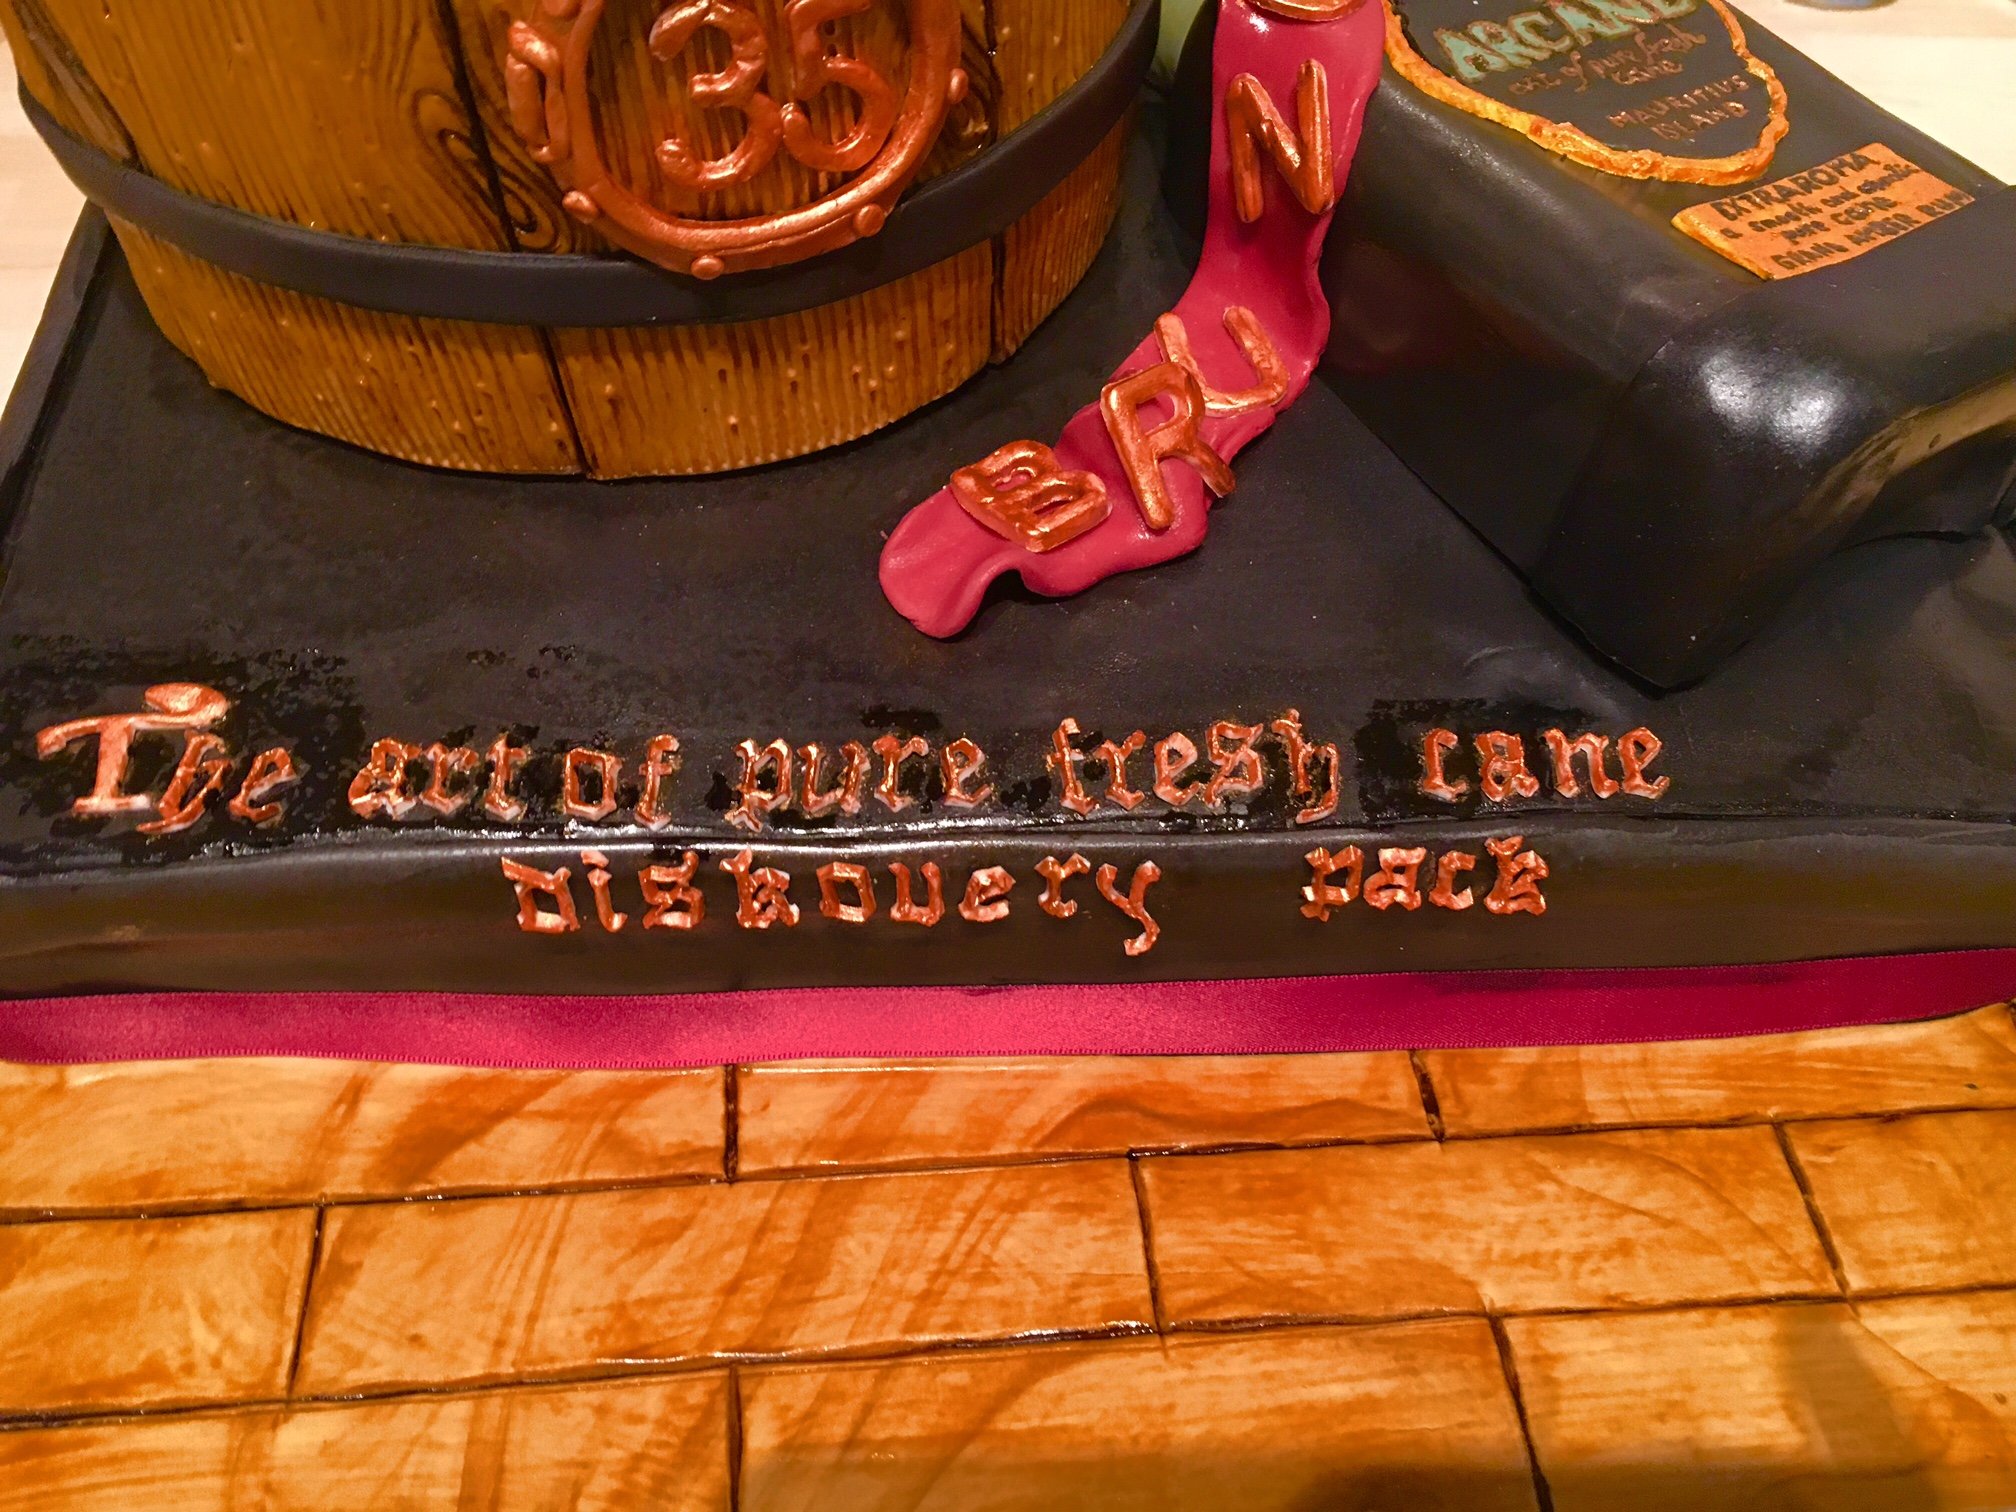 35
ARCANE
art of pure fresh
cane
MAURITIUS
ISLAND
EXTRAROMA
a smooth and
pure cane
BRUN
The art of pure fresh cane
Diskovery pack